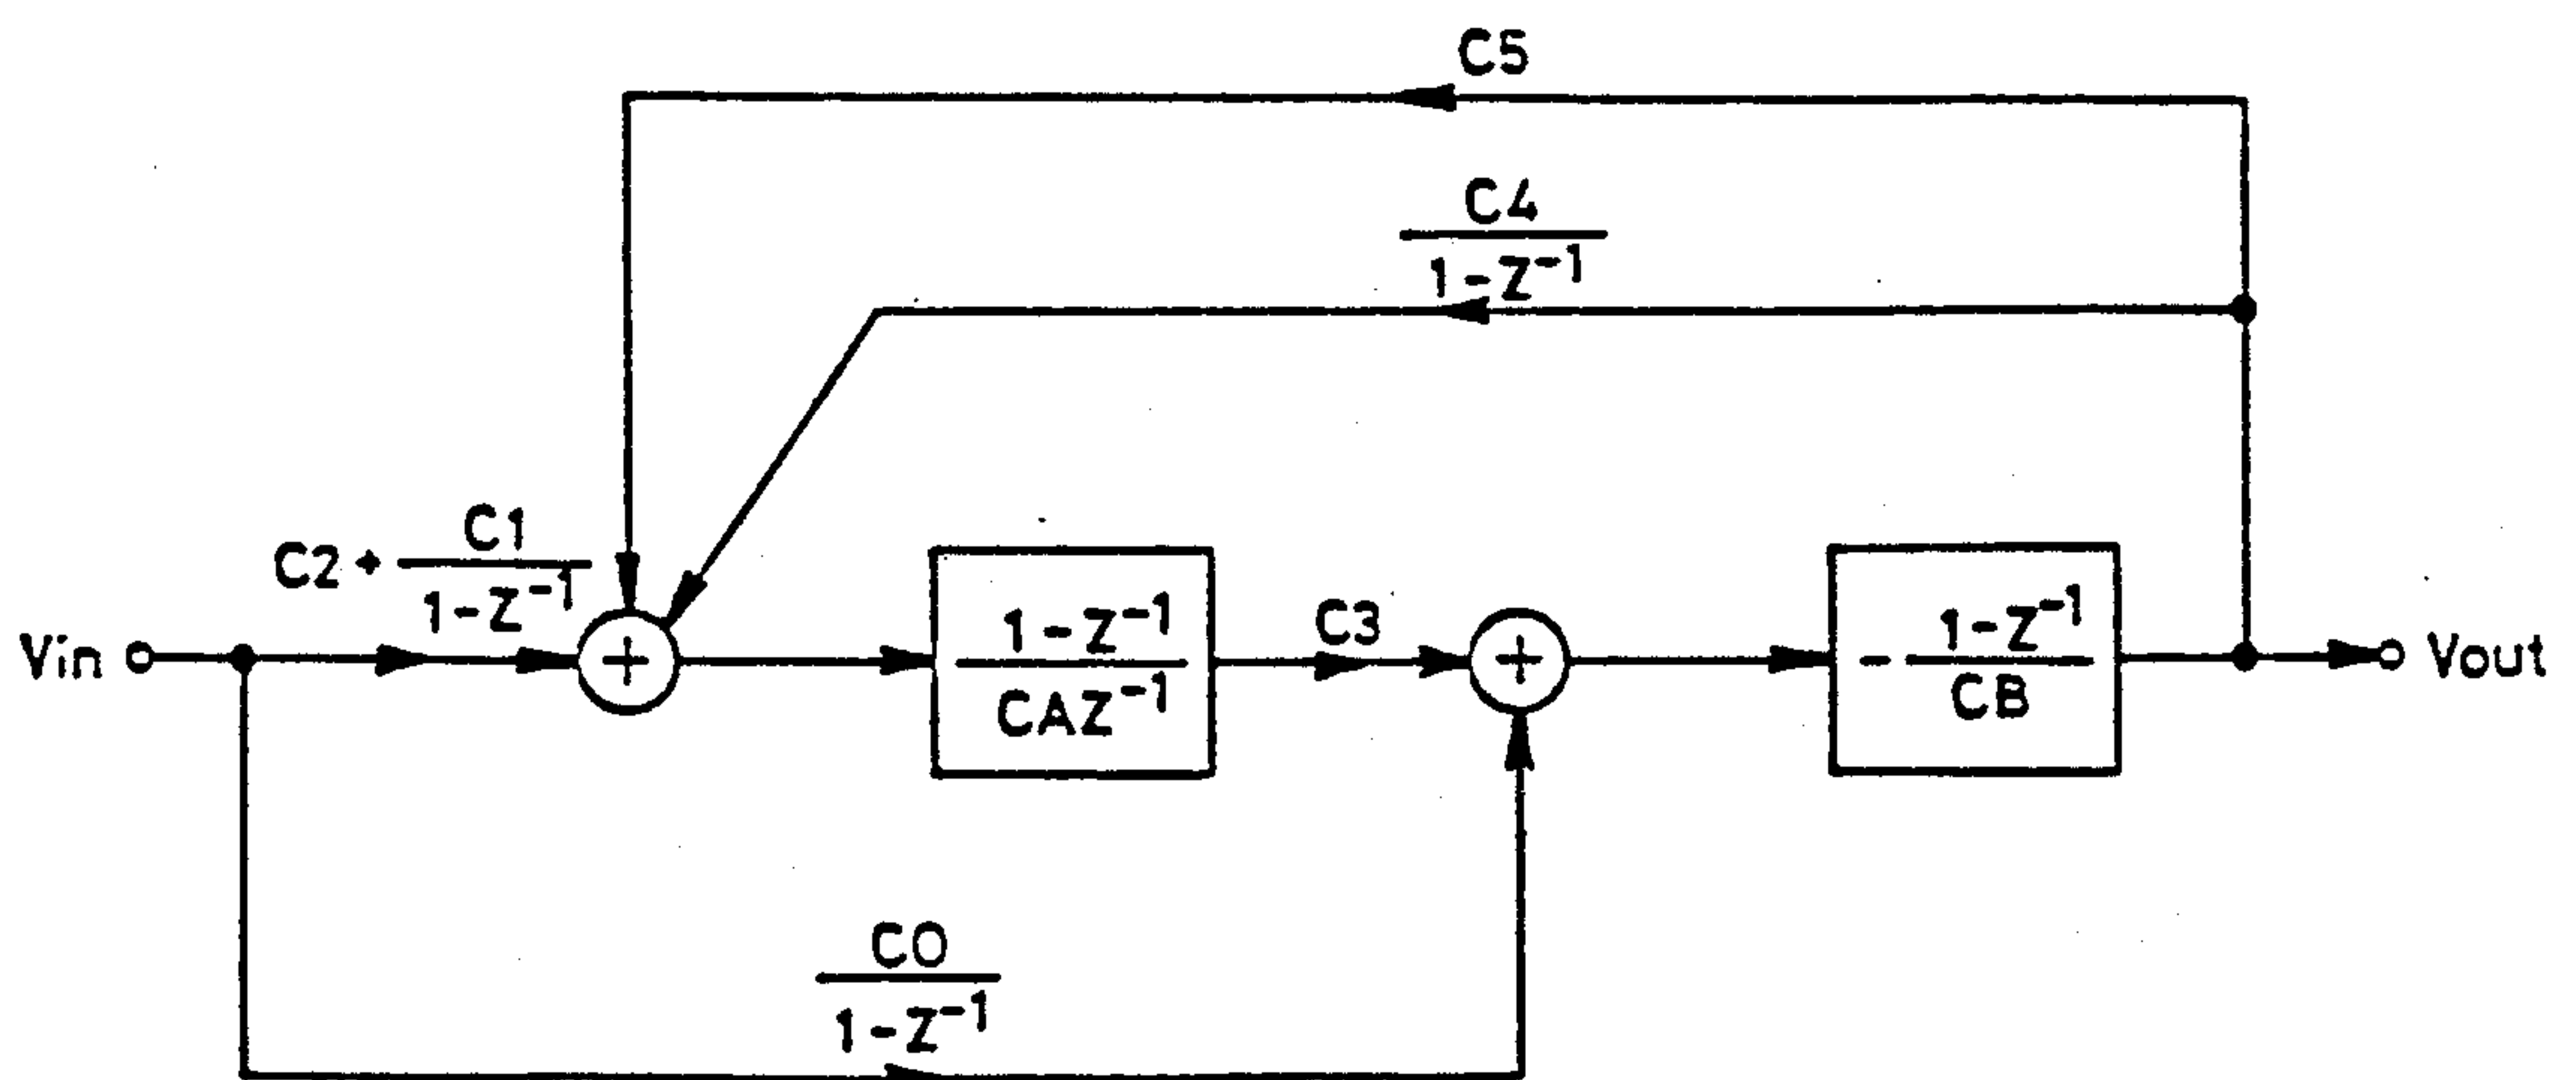 C5
C4
1-Z⁻¹
C2 + C1
1-Z⁻¹
1-Z⁻¹
CAZ⁻¹
C3
- 1-Z⁻¹
CB
Vin
+
+
Vout
CO
1-Z⁻¹